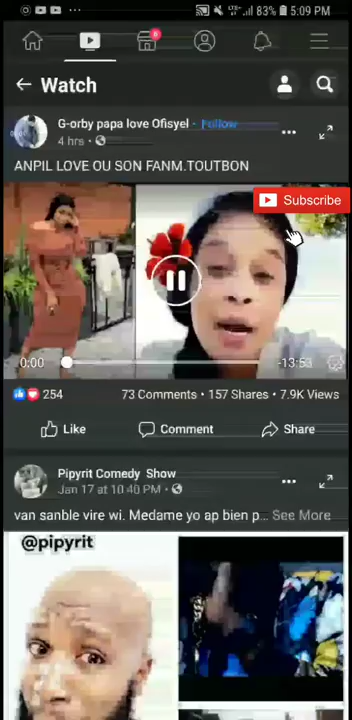 83% 5:09 PM
6
Watch
G-orby papa love Ofisyel · Follow
4 hrs ·
ANPIL LOVE OU SON FANM.TOUTBON
Subscribe
0:00
-13:53
254
73 Comments • 157 Shares • 7.9K Views
Like
Comment
Share
Pipyrit Comedy Show
Jan 17 at 10:40 PM ·
van sanble vire wi. Medame yo ap bien p... See More
@pipyrit